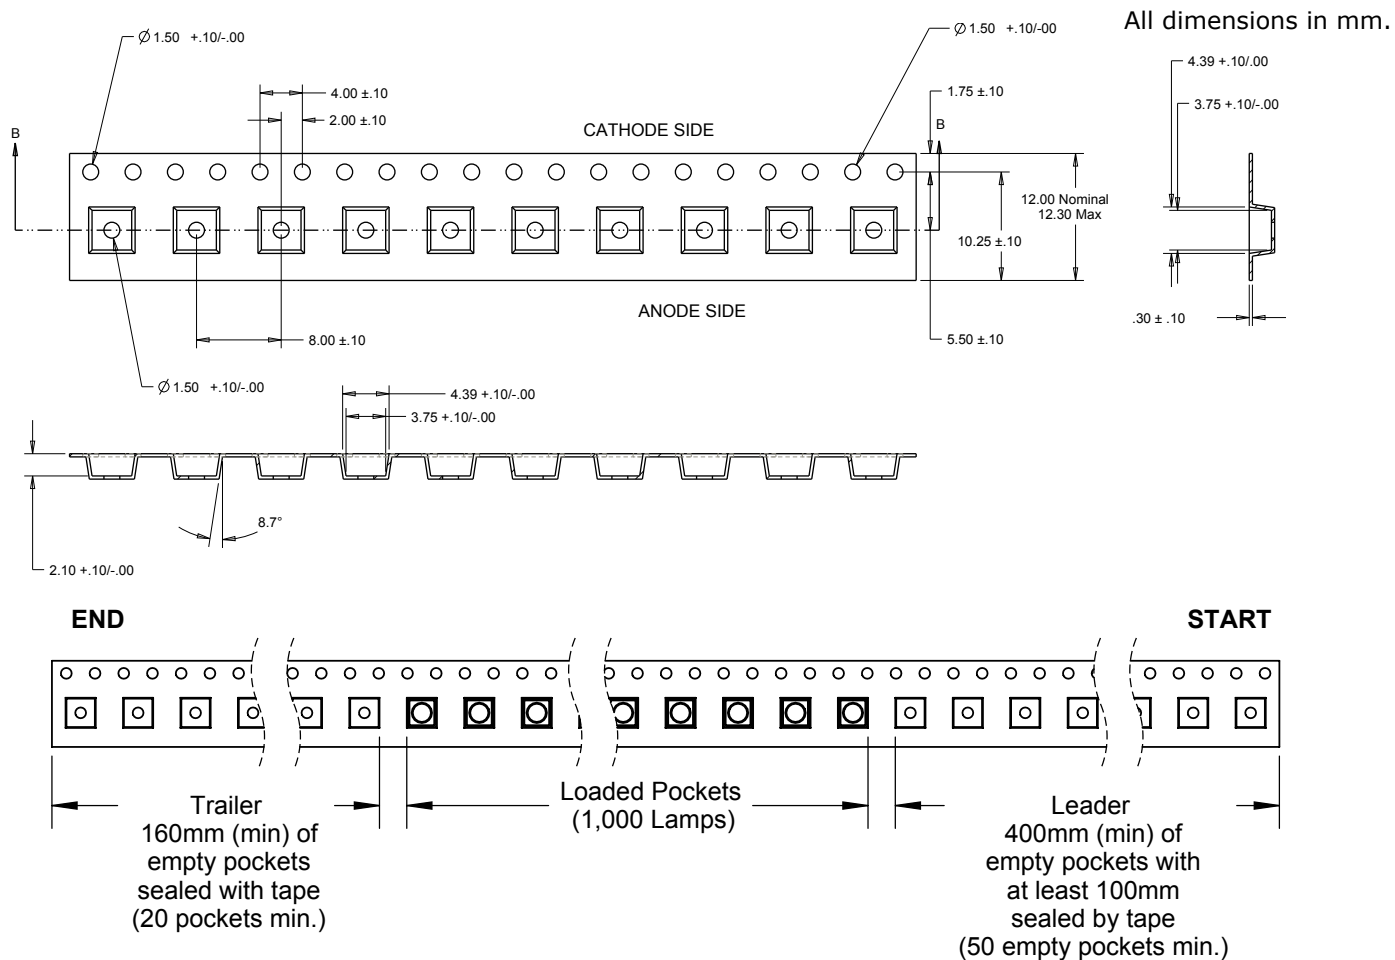 All dimensions in mm.
Ø 1.50 +.10/-.00
Ø 1.50 +.10/-00
4.39 +.10/.00
4.00 ±.10
1.75 ±.10
3.75 +.10/-.00
2.00 ±.10
B
CATHODE SIDE
B
12.00 Nominal
12.30 Max
10.25 ±.10
ANODE SIDE
.30 ± .10
8.00 ±.10
5.50 ±.10
Ø 1.50 +.10/-.00
4.39 +.10/-.00
3.75 +.10/-.00
8.7°
2.10 +.10/-.00
END
START
Trailer
160mm (min) of
empty pockets
sealed with tape
(20 pockets min.)
Loaded Pockets
(1,000 Lamps)
Leader
400mm (min) of
empty pockets with
at least 100mm
sealed by tape
(50 empty pockets min.)